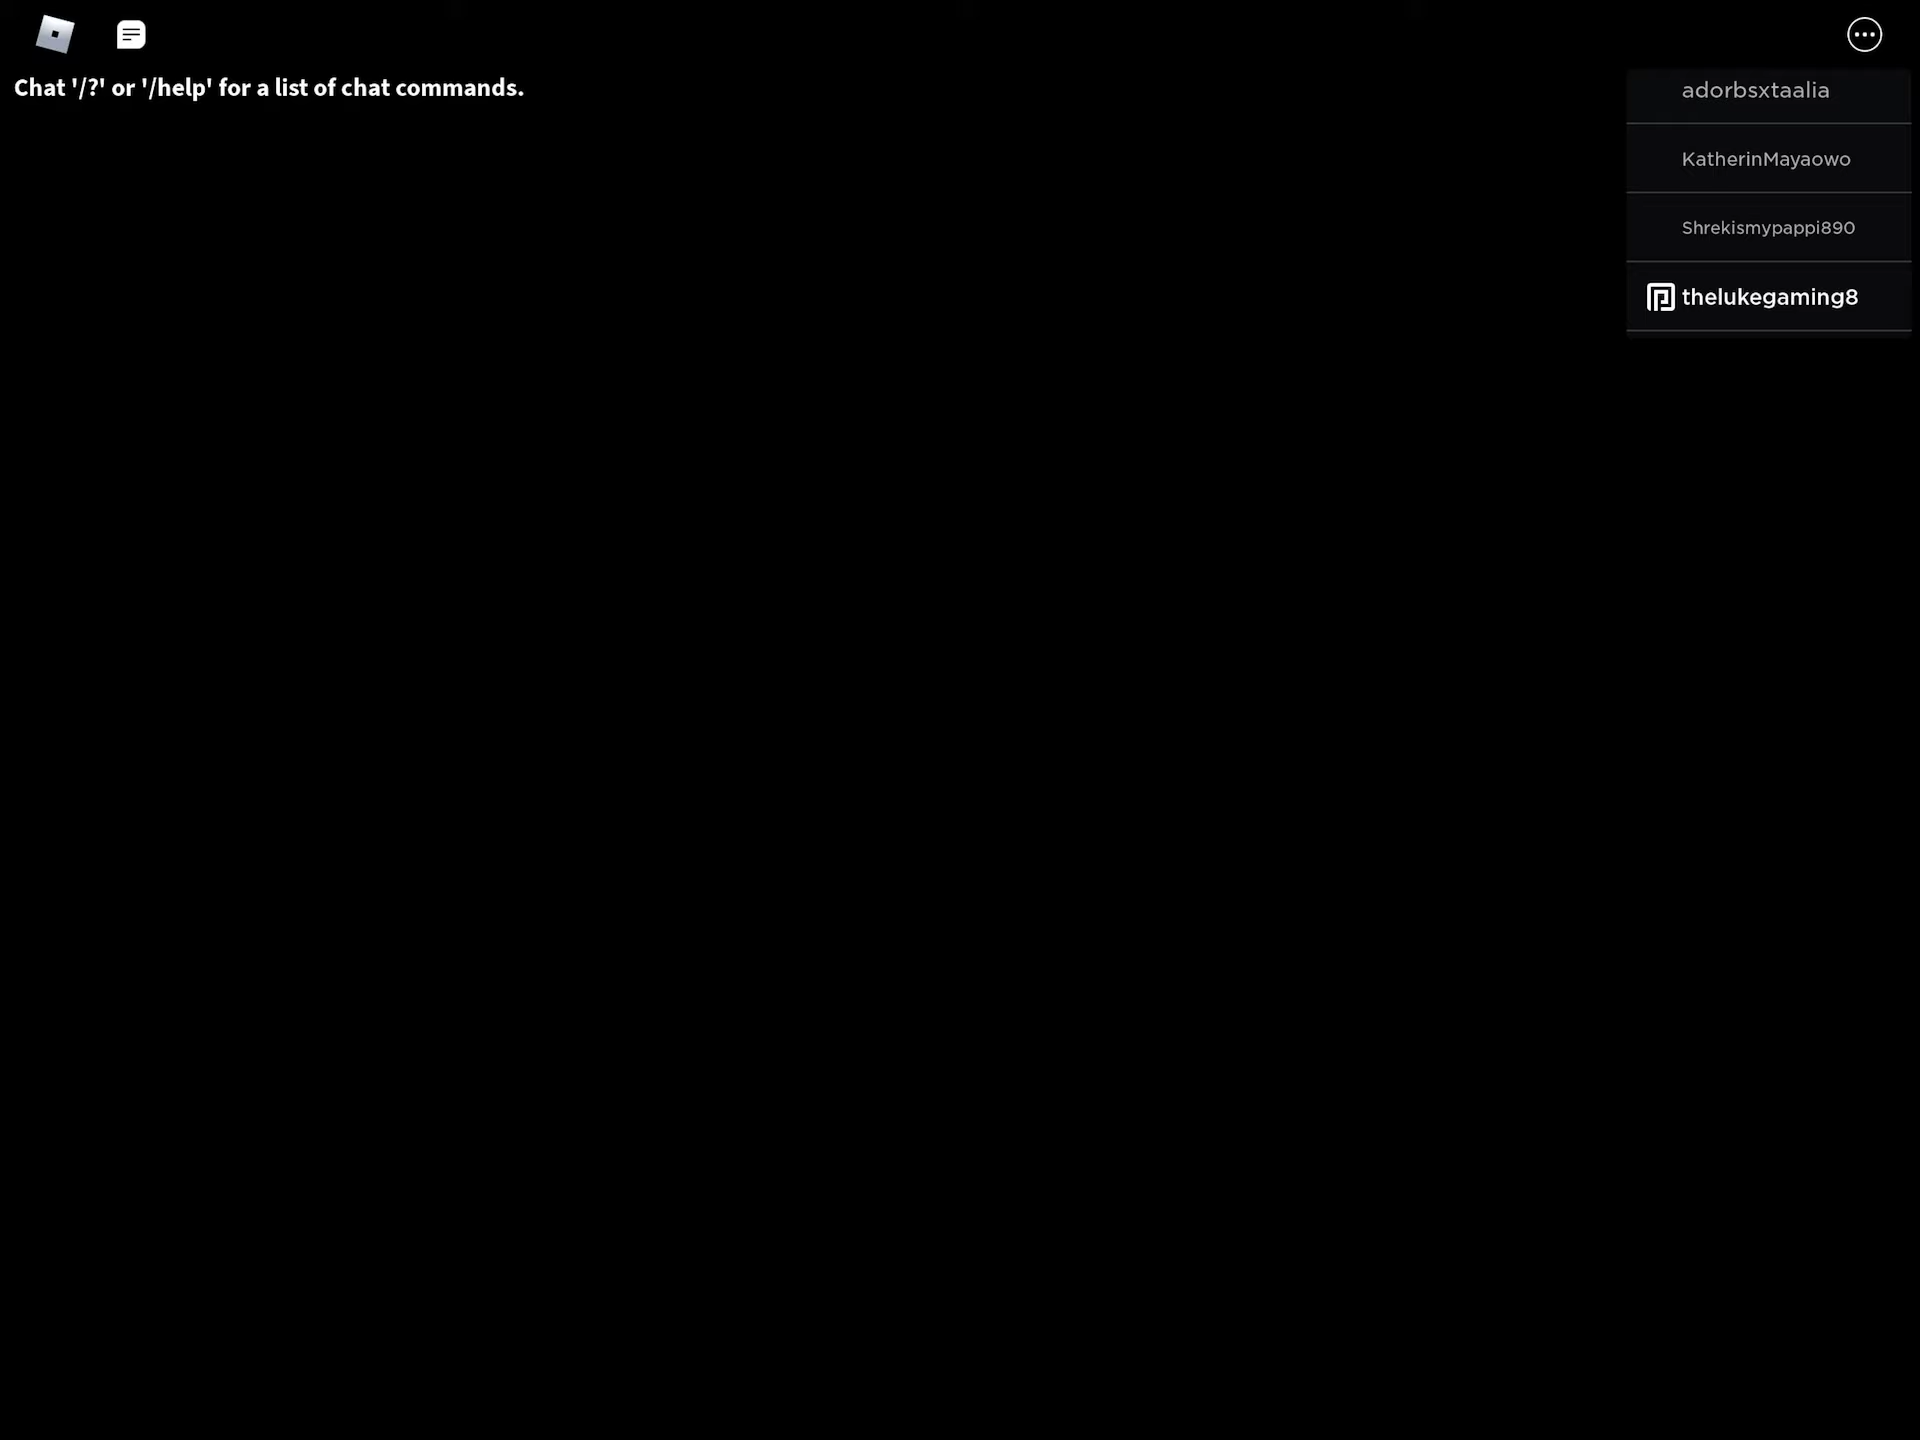 Chat '/?' or '/help' for a list of chat commands.
adorbsxtaalia
KatherinMayaowo
Shrekismypappi890
thelukegaming8